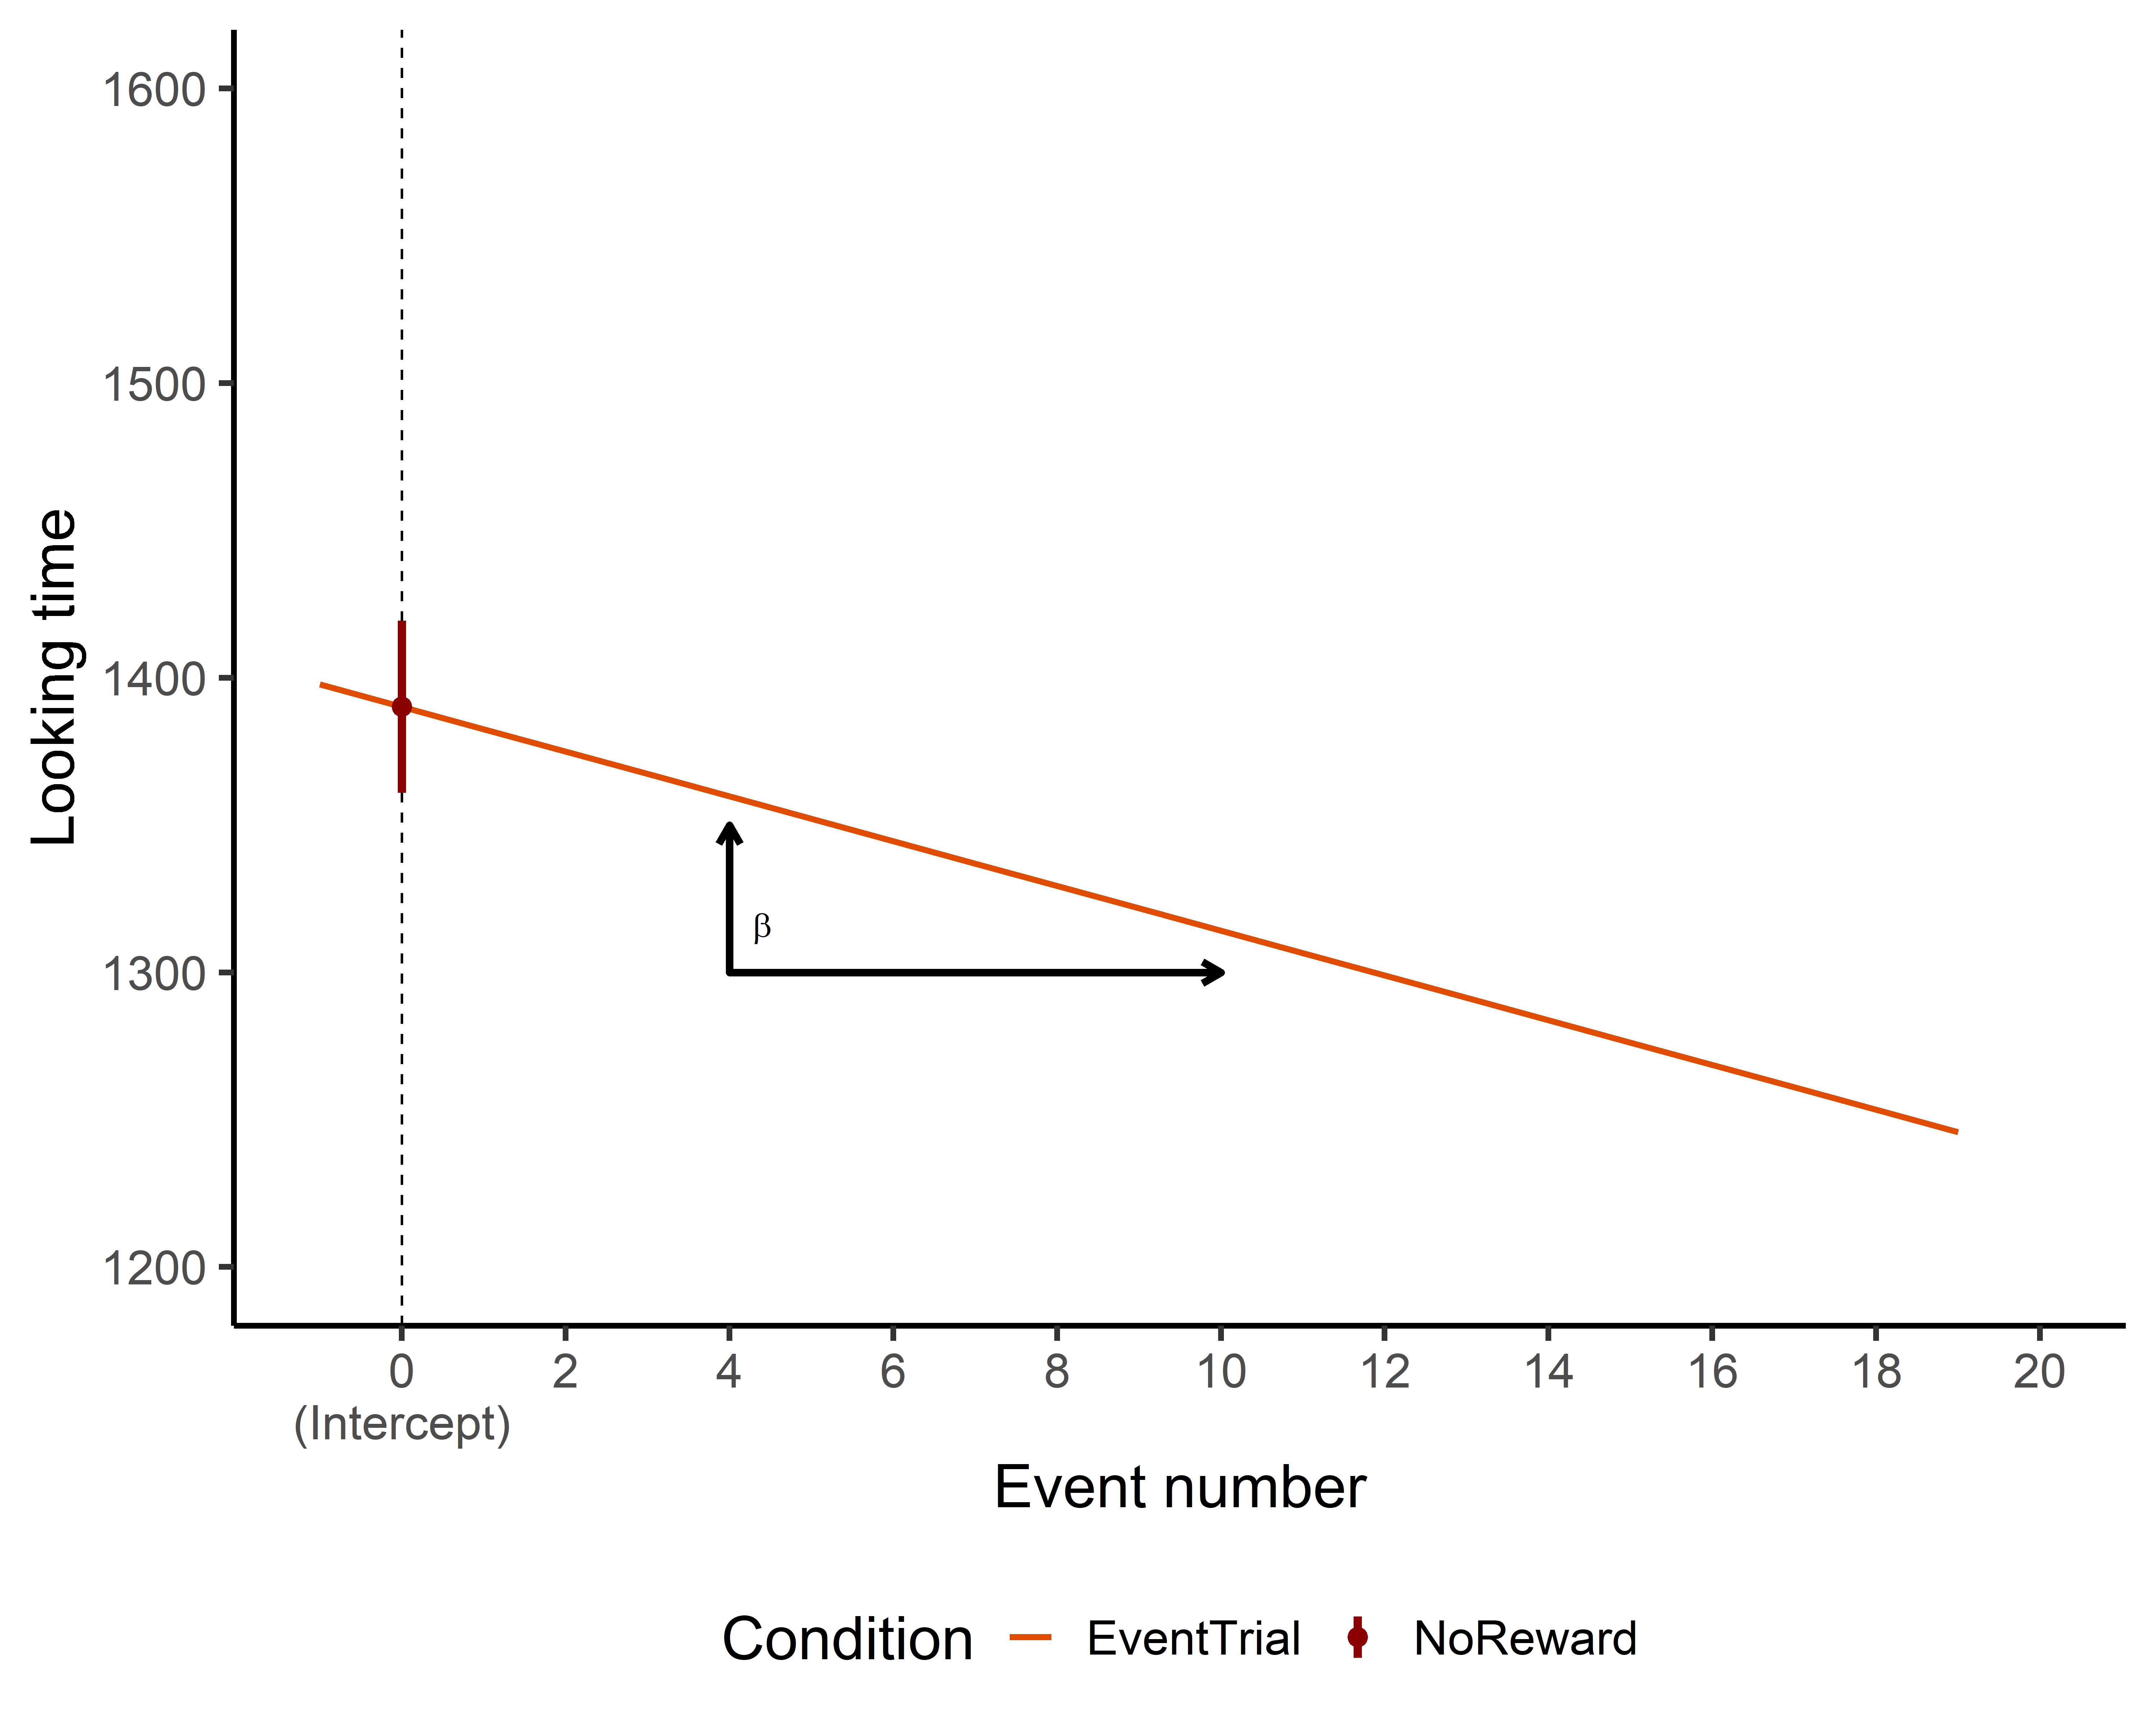 1600
1500
1400
1300
1200
Looking time
β
0 2 4 6 8 10 12 14 16 18 20
(Intercept)
Event number
Condition EventTrial NoReward